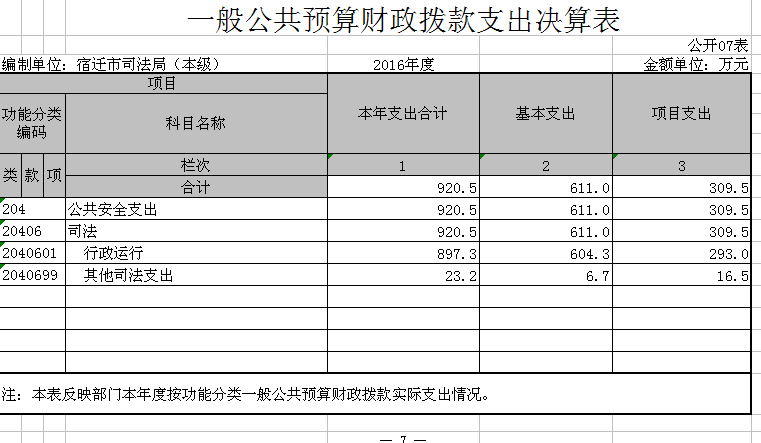 一般公共预算财政拨款支出决算表
公开07表
编制单位：宿迁市司法局（本级） 2016年度 金额单位：万元
项目 本年支出合计 基本支出 项目支出
功能分类编码 科目名称
类 款 项 栏次 1 2 3
合计 920.5 611.0 309.5
204 公共安全支出 920.5 611.0 309.5
20406 司法 920.5 611.0 309.5
2040601 行政运行 897.3 604.3 293.0
2040699 其他司法支出 23.2 6.7 16.5
注：本表反映部门本年度按功能分类一般公共预算财政拨款实际支出情况。
— 7 —